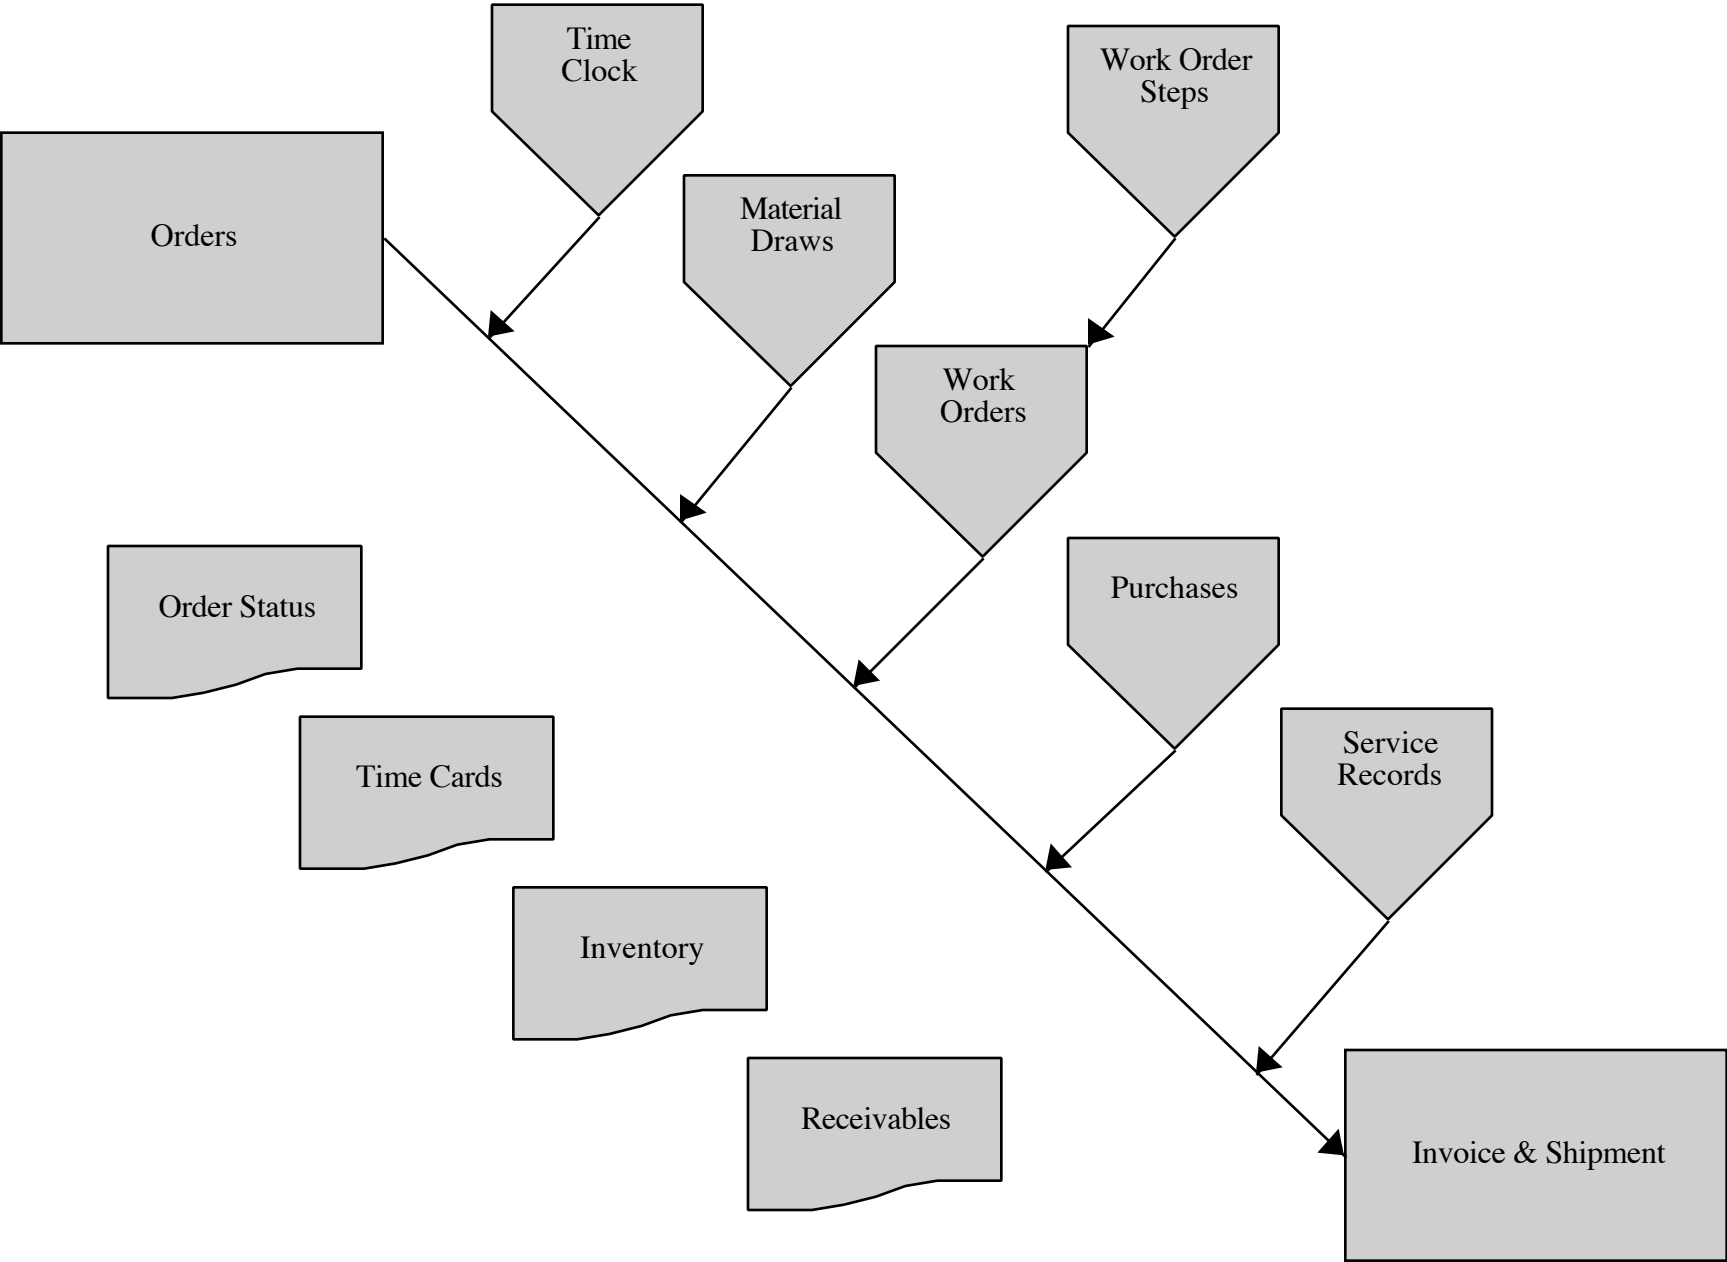 Time
Clock
Work Order
Steps
Orders
Material
Draws
Work
Orders
Purchases
Order Status
Service
Records
Time Cards
Inventory
Receivables
Invoice & Shipment